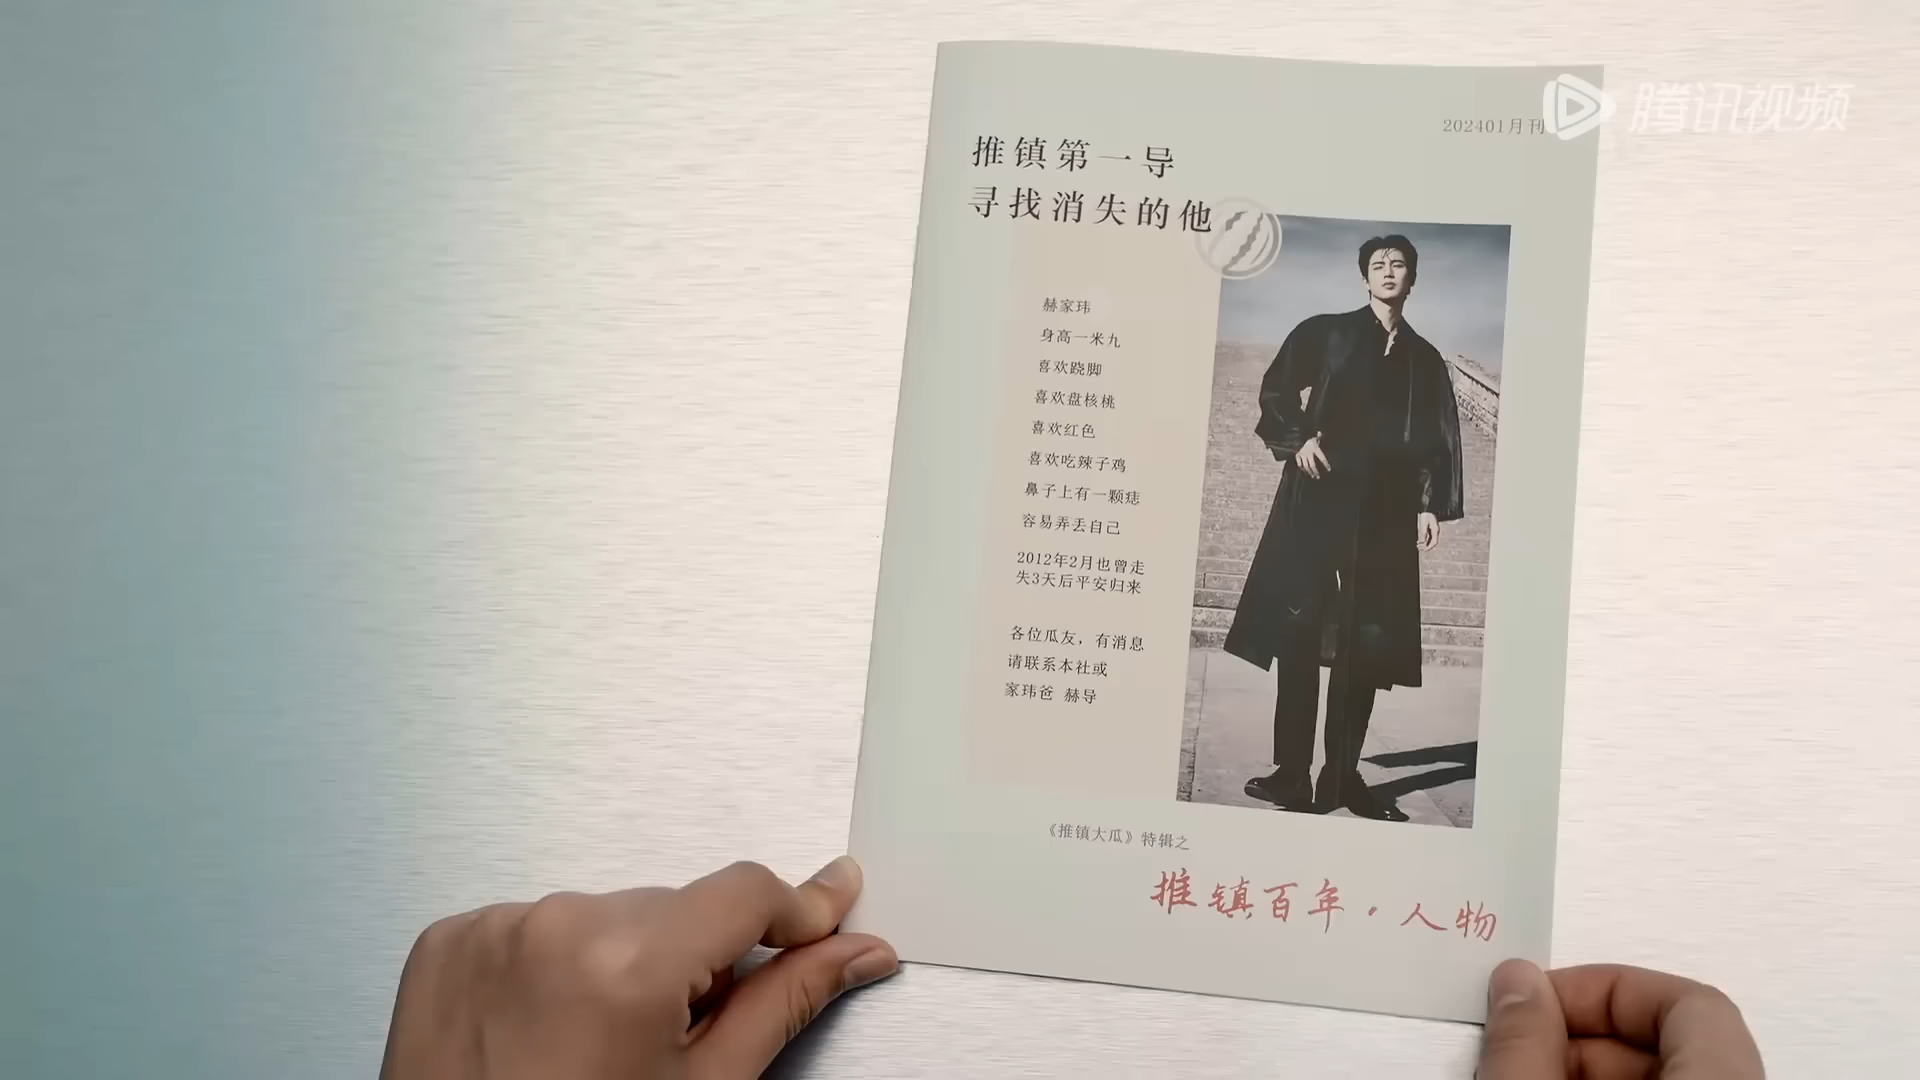 腾讯视频
202401月刊
推镇第一导
寻找消失的他
赫家玮
身高一米九
喜欢跷脚
喜欢盘核桃
喜欢红色
喜欢吃辣子鸡
鼻子上有一颗痣
容易弄丢自己
2012年2月也曾走
失3天后平安归来
各位瓜友，有消息
请联系本社或
家玮爸 赫导
《推镇大瓜》特辑之
推镇百年·人物